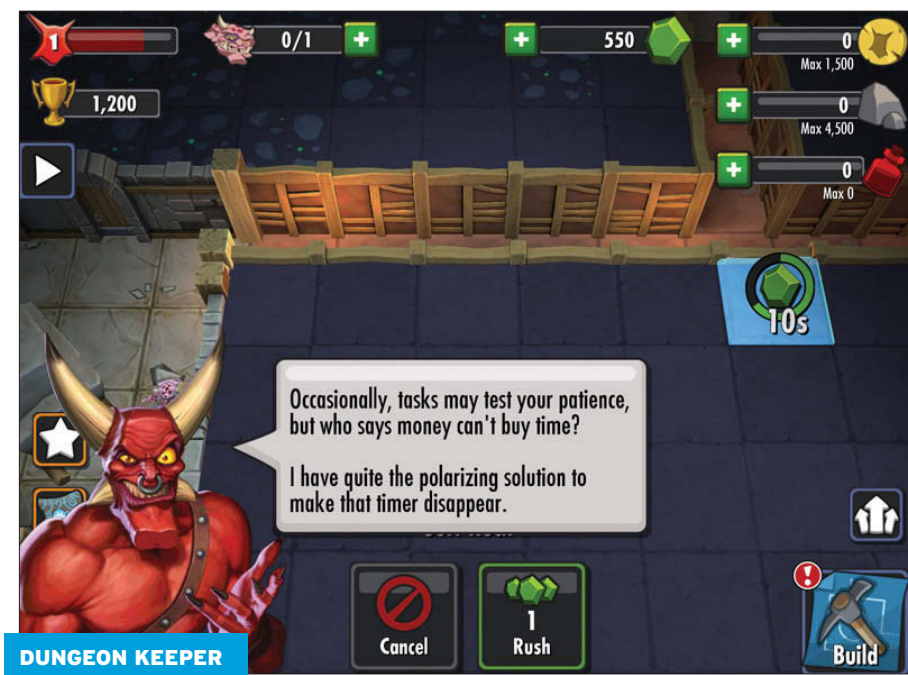 1
0/1
550
0
Max 1,500
1,200
0
Max 4,500
0
Max 0
10s
Occasionally, tasks may test your patience,
but who says money can't buy time?
I have quite the polarizing solution to
make that timer disappear.
Cancel
1
Rush
!
Build
DUNGEON KEEPER